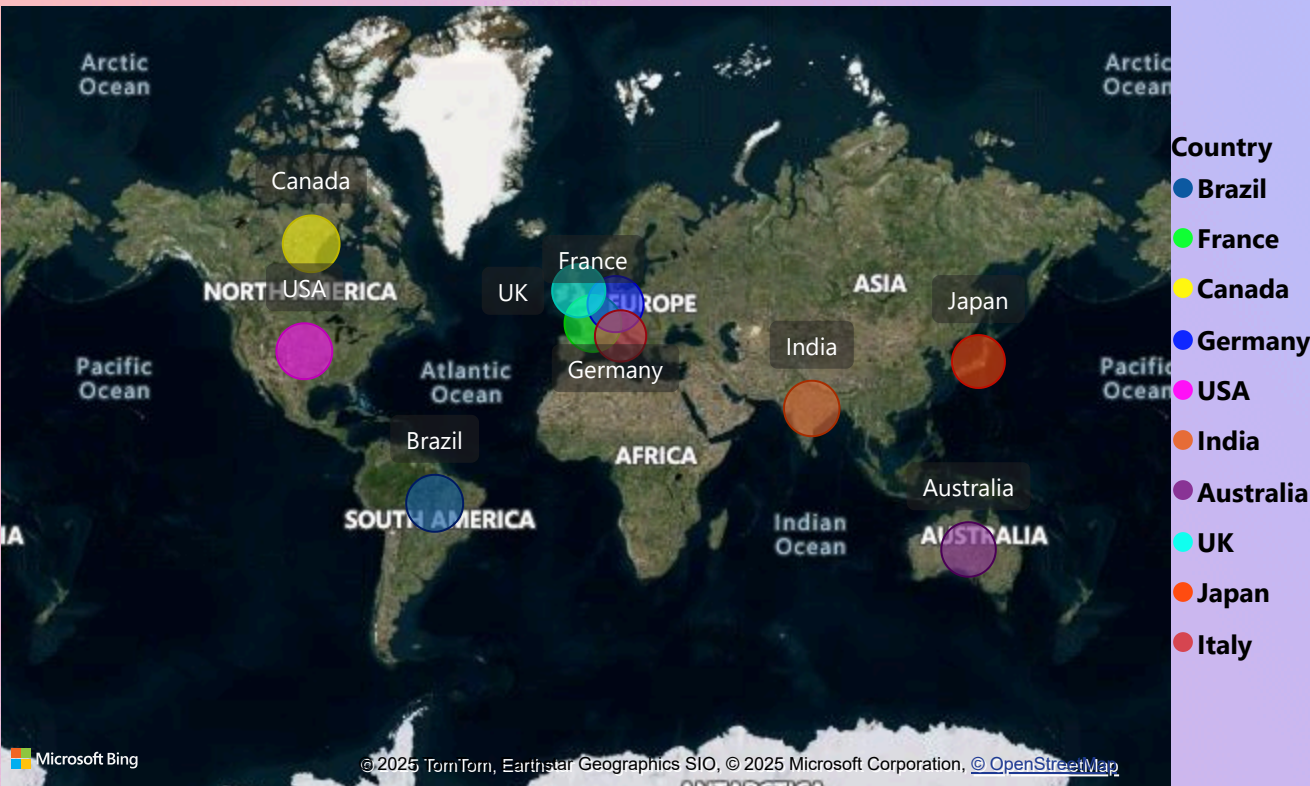 Arctic
Ocean
Arctic
Ocean
Canada
NORTH AMERICA
USA
France
UK
EUROPE
ASIA
Japan
India
Germany
Pacific
Ocean
Atlantic
Ocean
Pacific
Ocean
Brazil
AFRICA
Australia
SOUTH AMERICA
Indian
Ocean
AUSTRALIA
IA
Microsoft Bing
© 2025 TomTom, Earthstar Geographics SIO, © 2025 Microsoft Corporation, © OpenStreetMap
ANTARCTICA
Country
Brazil
France
Canada
Germany
USA
India
Australia
UK
Japan
Italy